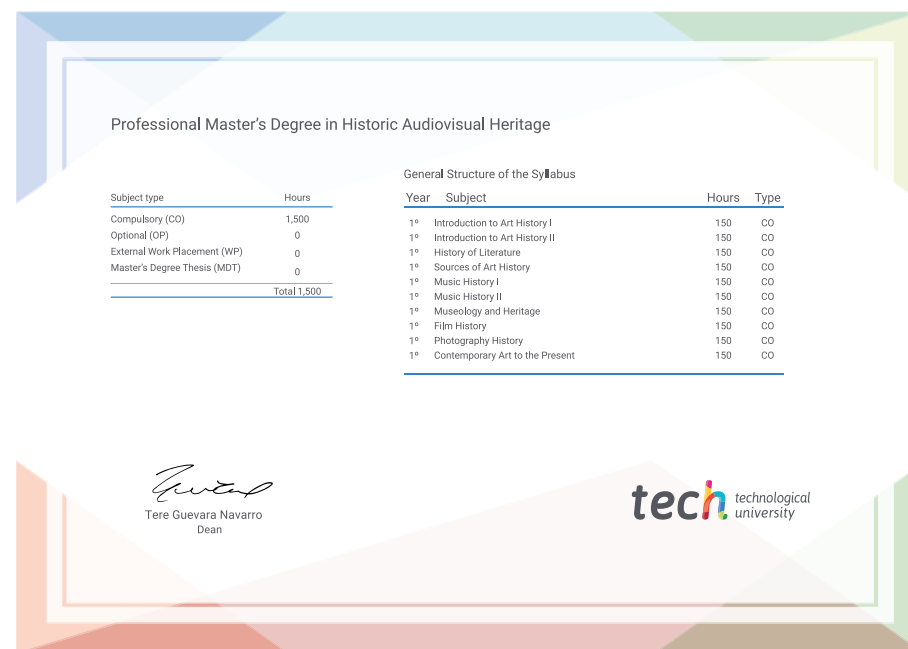 Professional Master's Degree in Historic Audiovisual Heritage
Subject type Hours
Compulsory (CO) 1,500
Optional (OP) 0
External Work Placement (WP) 0
Master's Degree Thesis (MDT) 0
Total 1,500
General Structure of the Syllabus
Year Subject Hours Type
1º Introduction to Art History I 150 CO
1º Introduction to Art History II 150 CO
1º History of Literature 150 CO
1º Sources of Art History 150 CO
1º Music History I 150 CO
1º Music History II 150 CO
1º Museology and Heritage 150 CO
1º Film History 150 CO
1º Photography History 150 CO
1º Contemporary Art to the Present 150 CO
Tere Guevara Navarro
Dean
tech technological
university